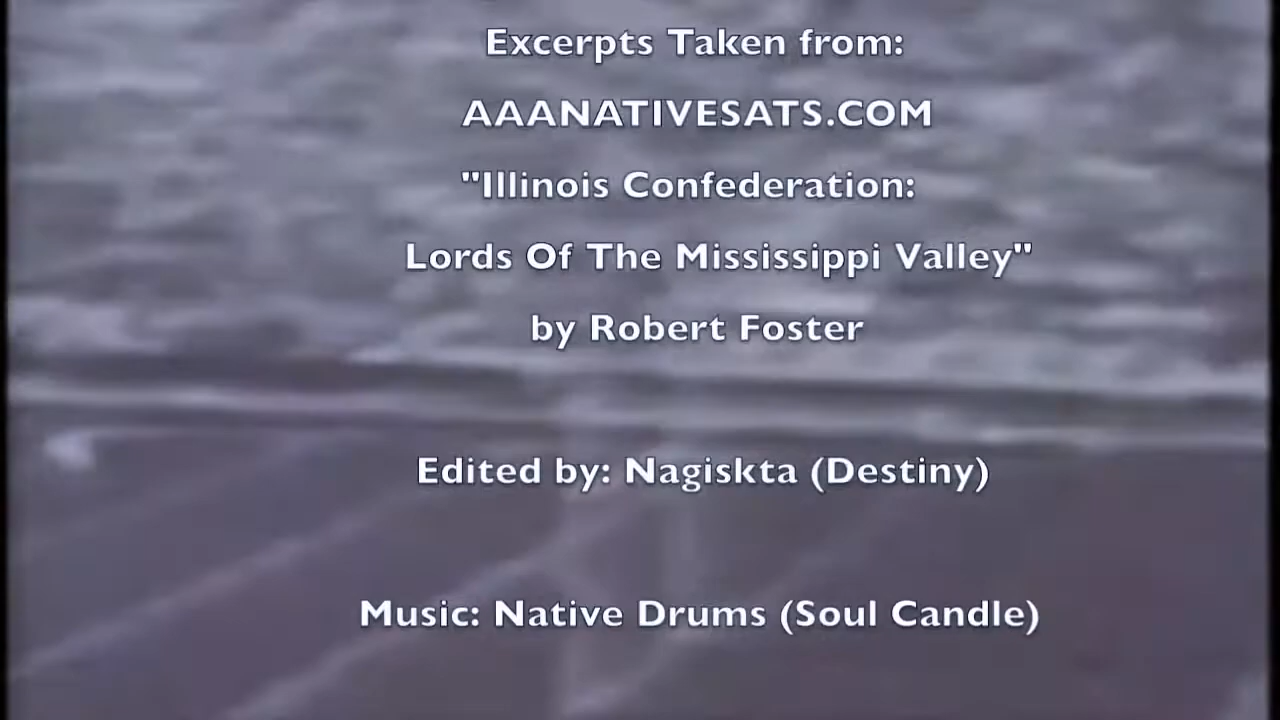 Excerpts Taken from:
AAANATIVESATS.COM
"Illinois Confederation:
Lords Of The Mississippi Valley"
by Robert Foster
Edited by: Nagiskta (Destiny)
Music: Native Drums (Soul Candle)